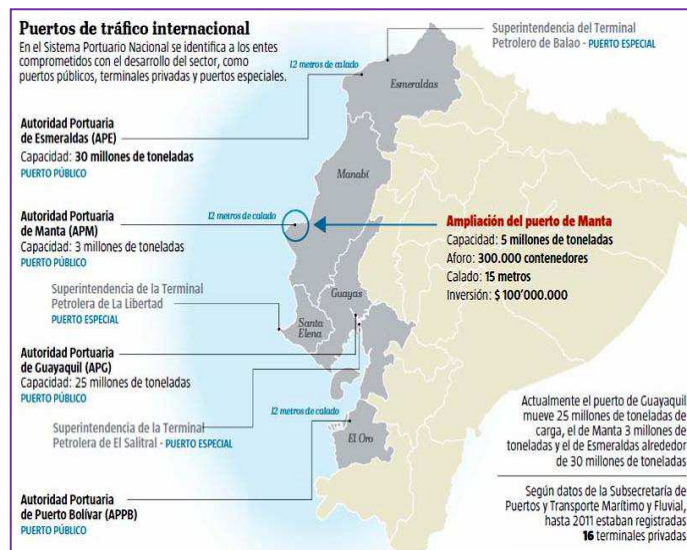 Puertos de tráfico internacional
En el Sistema Portuario Nacional se identifica a los entes
comprometidos con el desarrollo del sector, como
puertos públicos, terminales privadas y puertos especiales.
Superintendencia del Terminal
Petrolero de Balao - PUERTO ESPECIAL
12 metros de calado
Esmeraldas
Autoridad Portuaria
de Esmeraldas (APE)
Capacidad: 30 millones de toneladas
PUERTO PÚBLICO
Manabí
Autoridad Portuaria
de Manta (APM)
Capacidad: 3 millones de toneladas
PUERTO PÚBLICO
12 metros de calado
Ampliación del puerto de Manta
Capacidad: 5 millones de toneladas
Aforo: 300.000 contenedores
Calado: 15 metros
Inversión: $ 100’000.000
Superintendencia de la Terminal
Petrolera de La Libertad
PUERTO ESPECIAL
Guayas
Santa
Elena
Autoridad Portuaria
de Guayaquil (APG)
Capacidad: 25 millones de toneladas
PUERTO PÚBLICO
12 metros de calado
Superintendencia de la Terminal
Petrolera de El Salitral - PUERTO ESPECIAL
El Oro
Autoridad Portuaria
de Puerto Bolívar (APPB)
PUERTO PÚBLICO
Actualmente el puerto de Guayaquil
mueve 25 millones de toneladas de
carga, el de Manta 3 millones de
toneladas y el de Esmeraldas alrededor
de 30 millones de toneladas
Según datos de la Subsecretaría de
Puertos y Transporte Marítimo y Fluvial,
hasta 2011 estaban registradas
16 terminales privadas